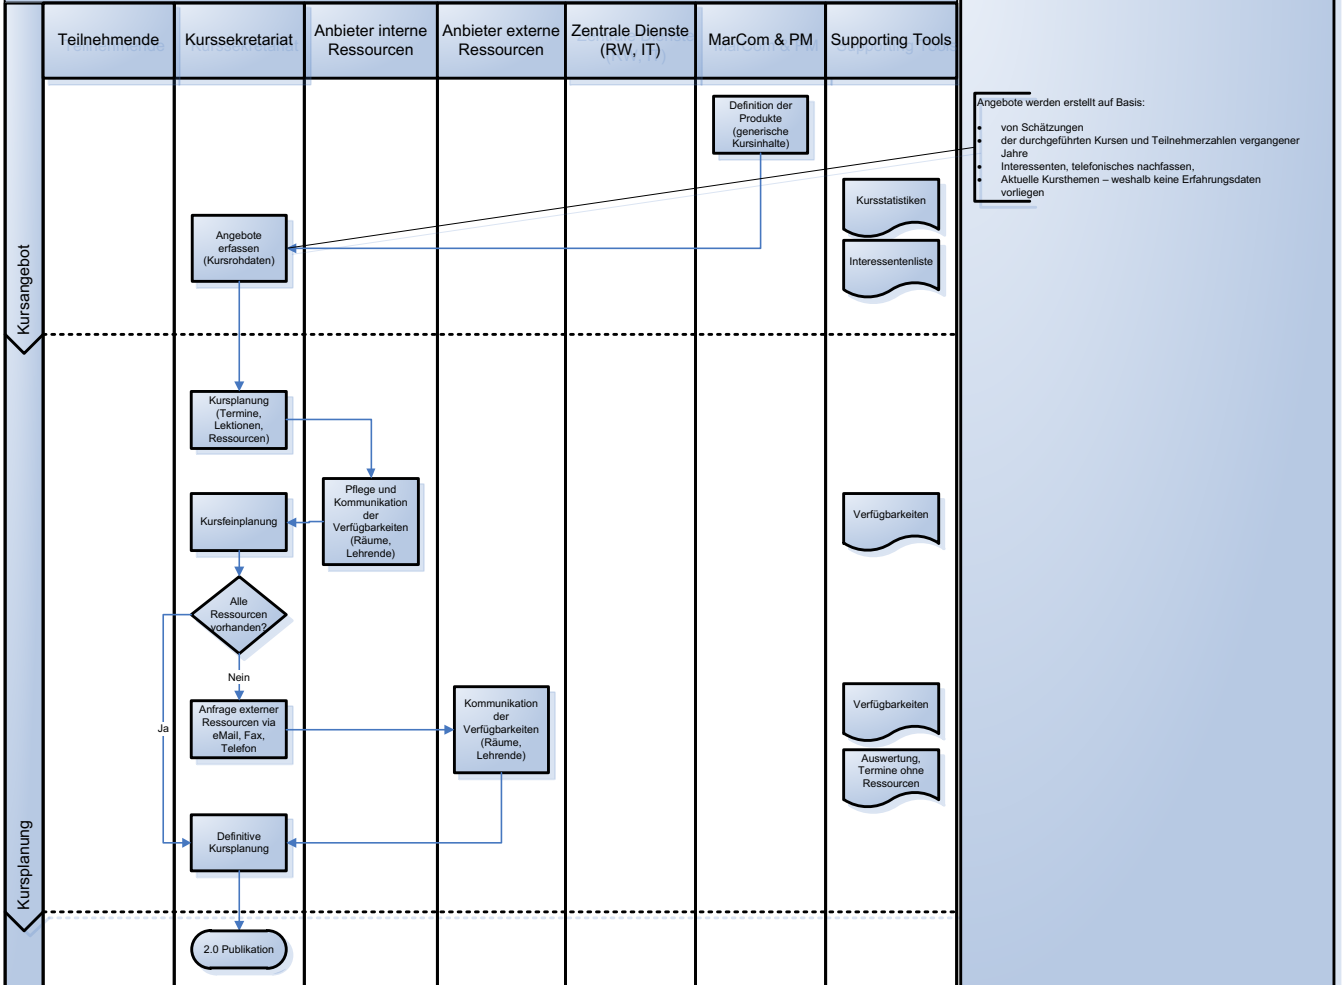 Teilnehmende
Kurssekretariat
Anbieter interne
Ressourcen
Anbieter externe
Ressourcen
Zentrale Dienste
(RW, IT)
MarCom & PM
Supporting Tools
Kursangebot
Definition der
Produkte
(generische
Kursinhalte)
Angebote werden erstellt auf Basis:
• von Schätzungen
• der durchgeführten Kursen und Teilnehmerzahlen vergangener
Jahre
• Interessenten, telefonisches nachfassen,
• Aktuelle Kursthemen – weshalb keine Erfahrungsdaten
vorliegen
Kursstatistiken
Angebote
erfassen
(Kursrohdaten)
Interessentenliste
Kursplanung
Kursplanung
(Termine,
Lektionen,
Ressourcen)
Pflege und
Kommunikation
der
Verfügbarkeiten
(Räume,
Lehrende)
Kursfeinplanung
Verfügbarkeiten
Alle
Ressourcen
vorhanden?
Nein
Ja
Anfrage externer
Ressourcen via
eMail, Fax,
Telefon
Kommunikation
der
Verfügbarkeiten
(Räume,
Lehrende)
Verfügbarkeiten
Auswertung,
Termine ohne
Ressourcen
Definitive
Kursplanung
2.0 Publikation